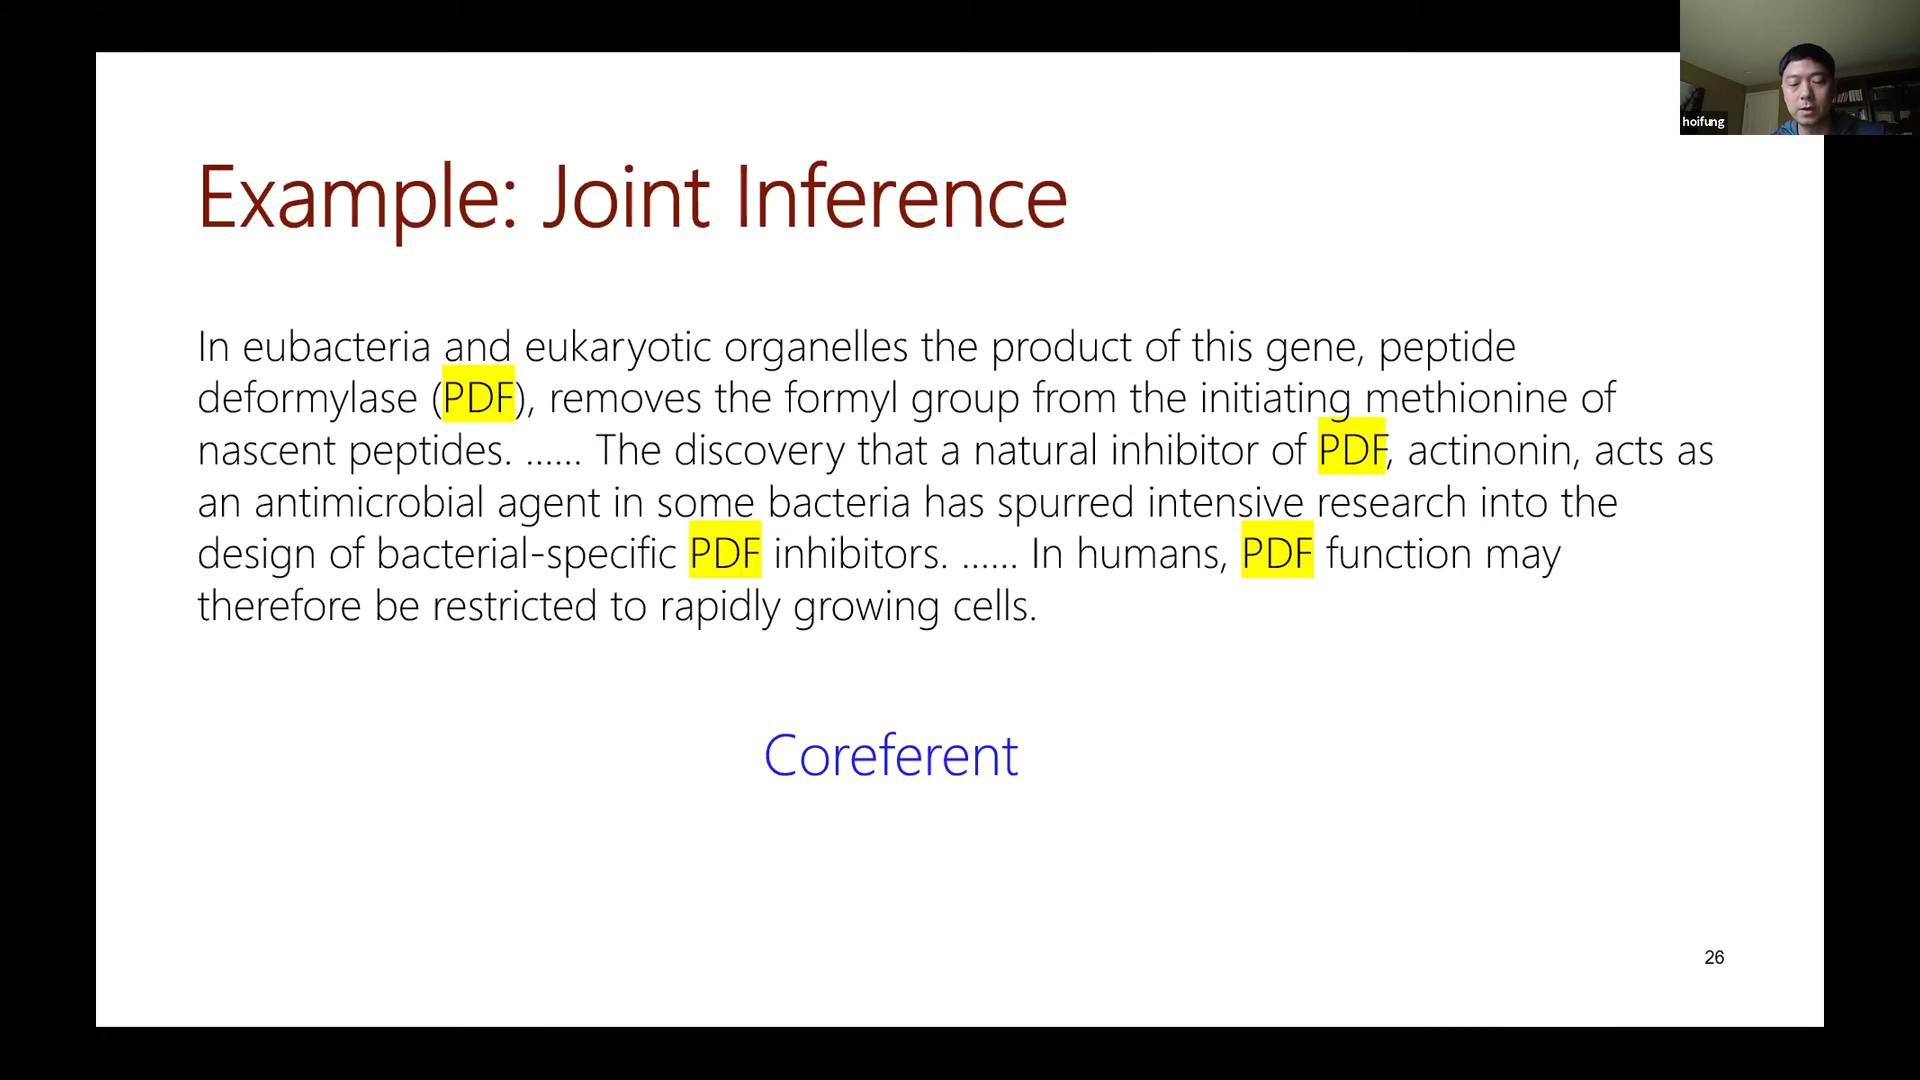 hoifung
Example: Joint Inference
In eubacteria and eukaryotic organelles the product of this gene, peptide
deformylase (PDF), removes the formyl group from the initiating methionine of
nascent peptides. ...... The discovery that a natural inhibitor of PDF, actinonin, acts as
an antimicrobial agent in some bacteria has spurred intensive research into the
design of bacterial-specific PDF inhibitors. ...... In humans, PDF function may
therefore be restricted to rapidly growing cells.
Coreferent
26